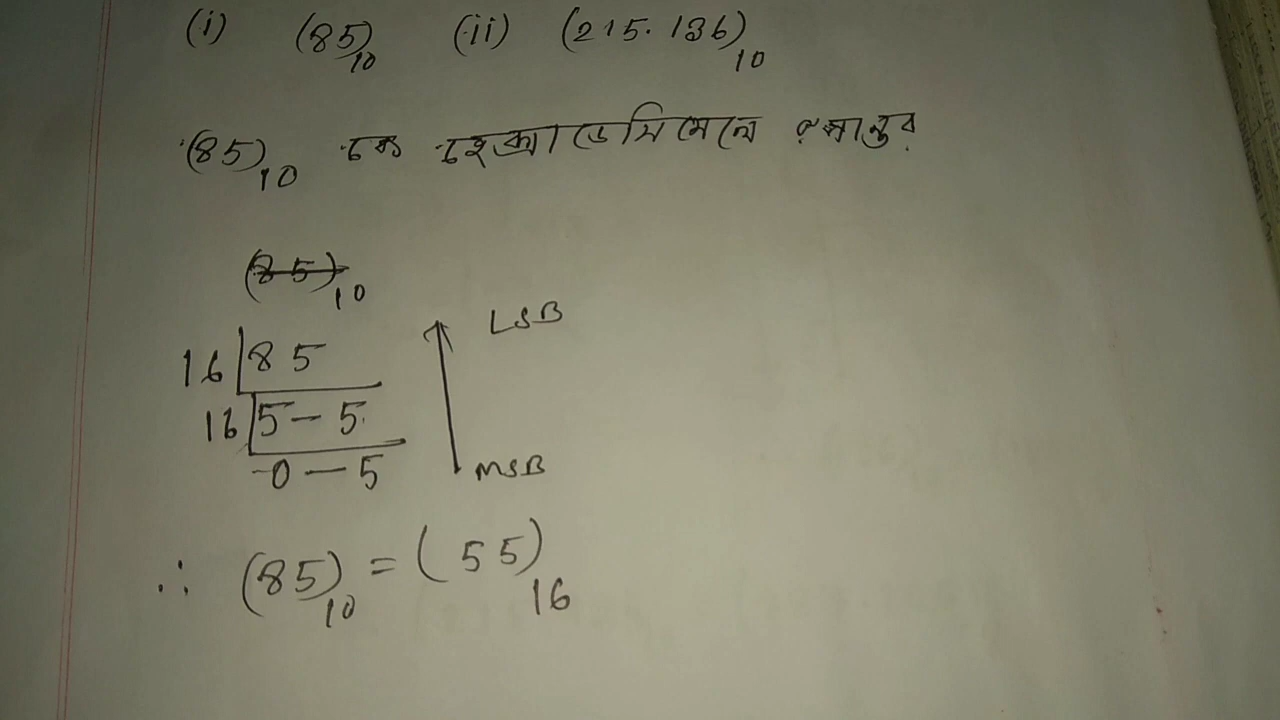 (i) (85)10 (ii) (215.136)10
(85)10 কে হেক্সাডেসিমেলে রূপান্তর
(85)10
16 85 LSB
16 5 - 5
0 - 5 MSB
∴ (85)10 = (55)16